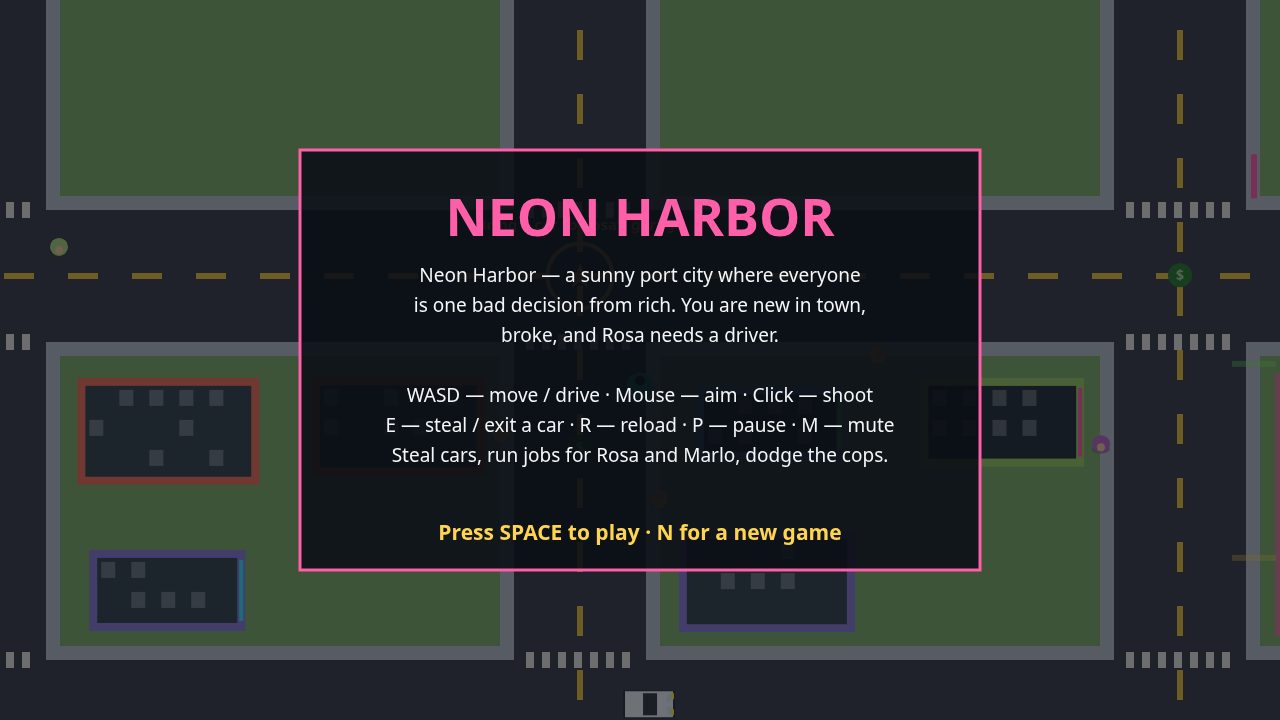 NEON HARBOR
Neon Harbor — a sunny port city where everyone
is one bad decision from rich. You are new in town,
broke, and Rosa needs a driver.
WASD — move / drive · Mouse — aim · Click — shoot
E — steal / exit a car · R — reload · P — pause · M — mute
Steal cars, run jobs for Rosa and Marlo, dodge the cops.
Press SPACE to play · N for a new game
$